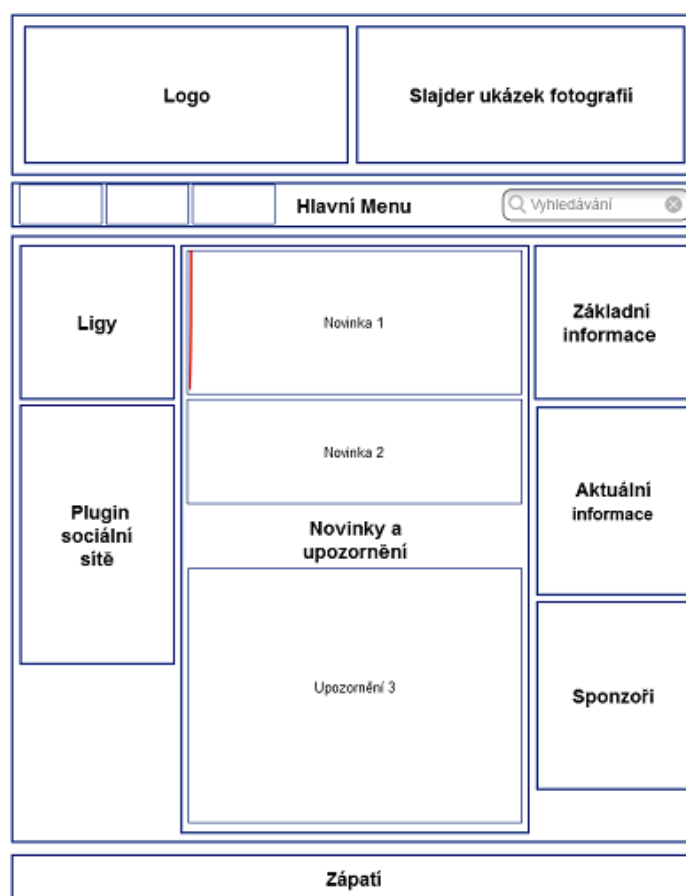 Logo
Slajder ukázek fotografií
Hlavní Menu
Vyhledávání
Ligy
Plugin
sociální
sítě
Novinka 1
Novinka 2
Novinky a
upozornění
Upozornění 3
Základní
informace
Aktuální
informace
Sponzoři
Zápatí